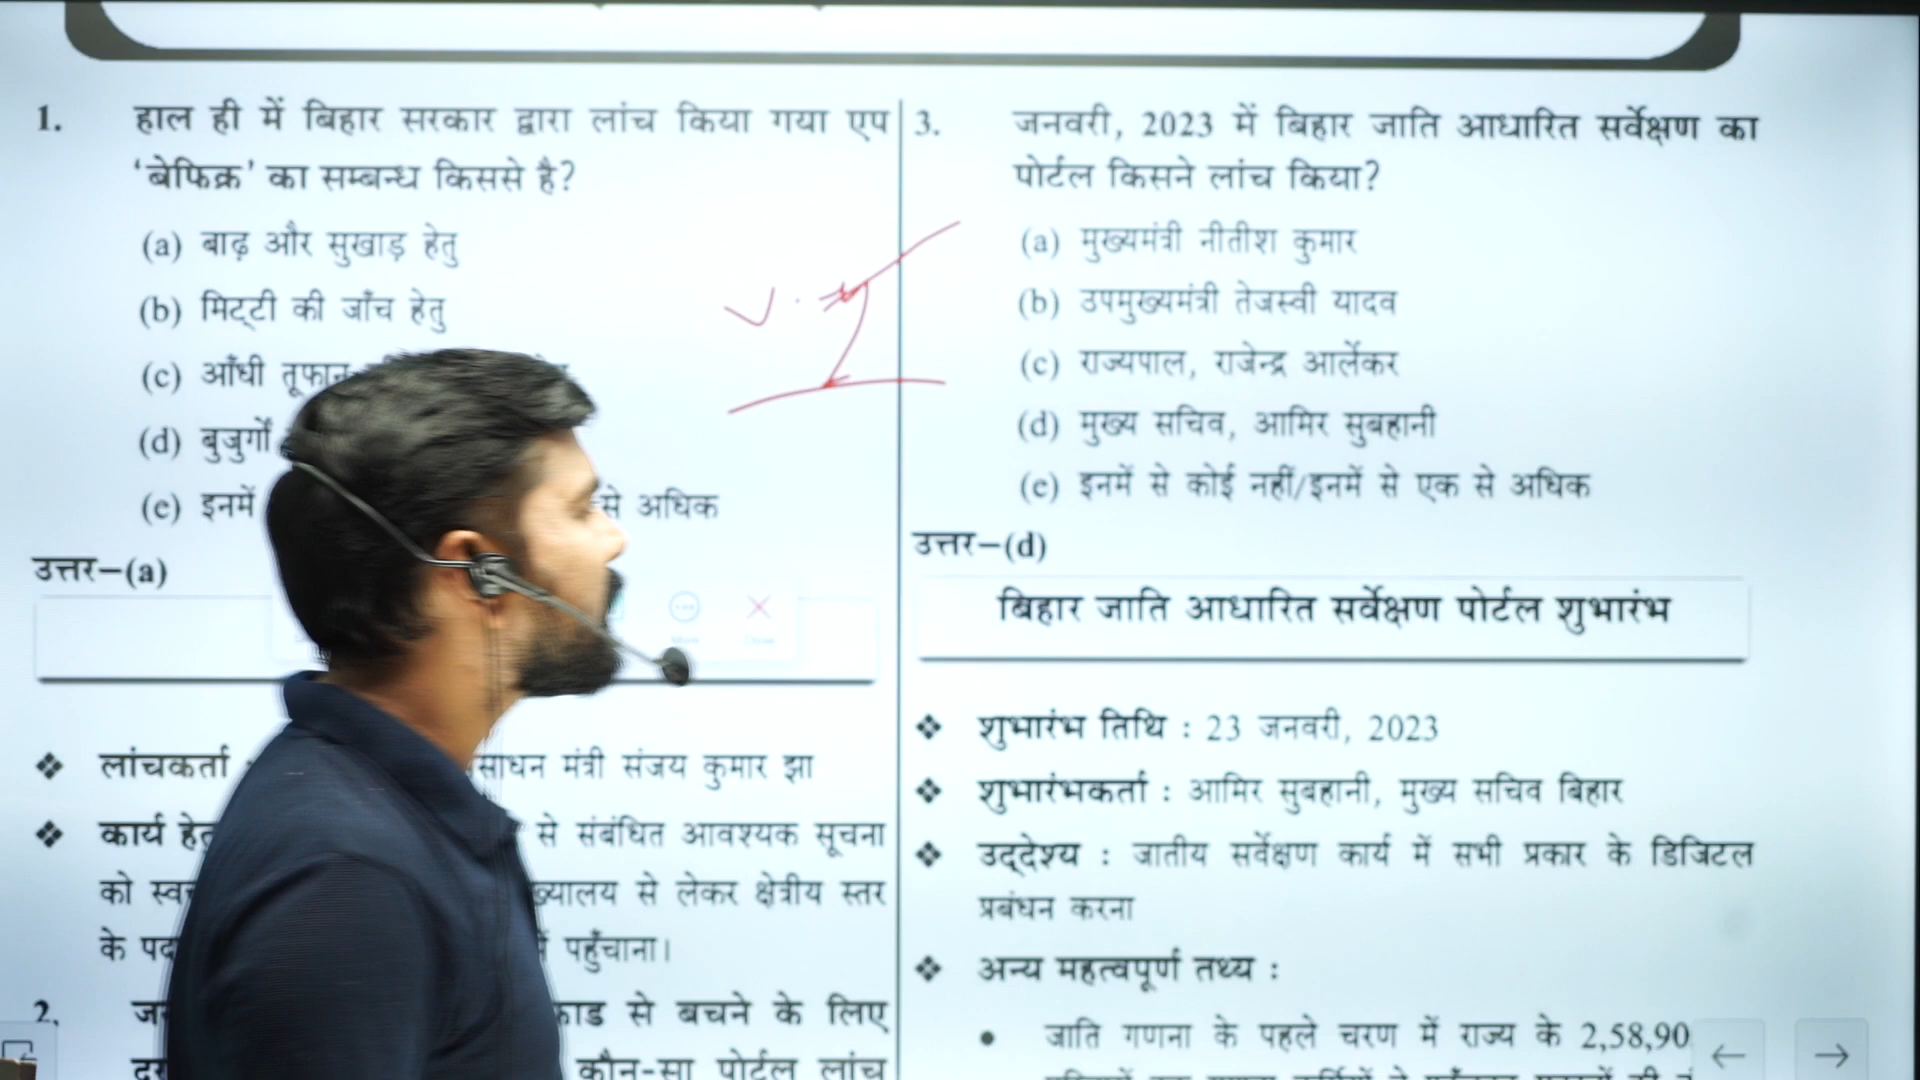 1. हाल ही में बिहार सरकार द्वारा लांच किया गया एप
‘बेफिक्र’ का सम्बन्ध किससे है?
(a) बाढ़ और सुखाड़ हेतु
(b) मिट्टी की जाँच हेतु
(c) आँधी तूफान
(d) बुजुर्गों
(e) इनमें से अधिक
उत्तर–(a)
❖ लांचकर्ता मंत्री संजय कुमार झा
❖ कार्य से संबंधित आवश्यक सूचना
को से लेकर क्षेत्रीय स्तर
के पहुँचाना।
2. से बचने के लिए
कौन-सा पोर्टल लांच
3. जनवरी, 2023 में बिहार जाति आधारित सर्वेक्षण का
पोर्टल किसने लांच किया?
(a) मुख्यमंत्री नीतीश कुमार
(b) उपमुख्यमंत्री तेजस्वी यादव
(c) राज्यपाल, राजेन्द्र आर्लेकर
(d) मुख्य सचिव, आमिर सुबहानी
(e) इनमें से कोई नहीं/इनमें से एक से अधिक
उत्तर–(d)
बिहार जाति आधारित सर्वेक्षण पोर्टल शुभारंभ
❖ शुभारंभ तिथि : 23 जनवरी, 2023
❖ शुभारंभकर्ता : आमिर सुबहानी, मुख्य सचिव बिहार
❖ उद्देश्य : जातीय सर्वेक्षण कार्य में सभी प्रकार के डिजिटल
प्रबंधन करना
❖ अन्य महत्वपूर्ण तथ्य :
• जाति गणना के पहले चरण में राज्य के 2,58,90